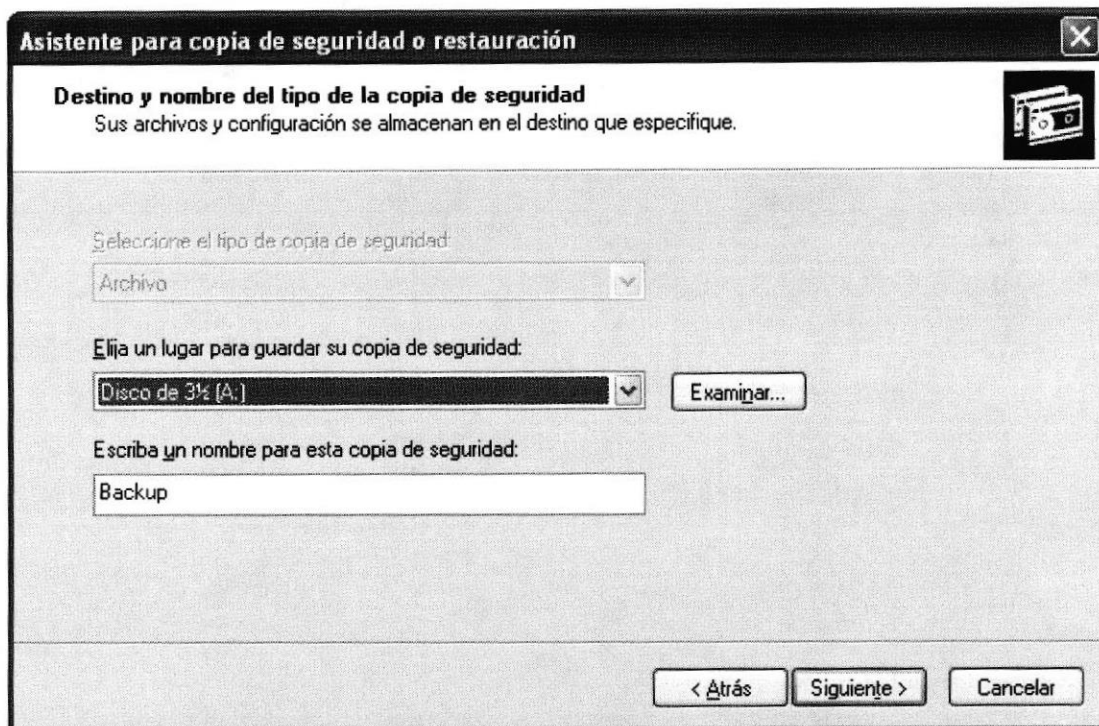 Asistente para copia de seguridad o restauración
Destino y nombre del tipo de la copia de seguridad
Sus archivos y configuración se almacenan en el destino que especifique.
Seleccione el tipo de copia de seguridad:
Archivo
Elija un lugar para guardar su copia de seguridad:
Disco de 3½ (A:)
Examinar...
Escriba un nombre para esta copia de seguridad:
Backup
< Atrás
Siguiente >
Cancelar